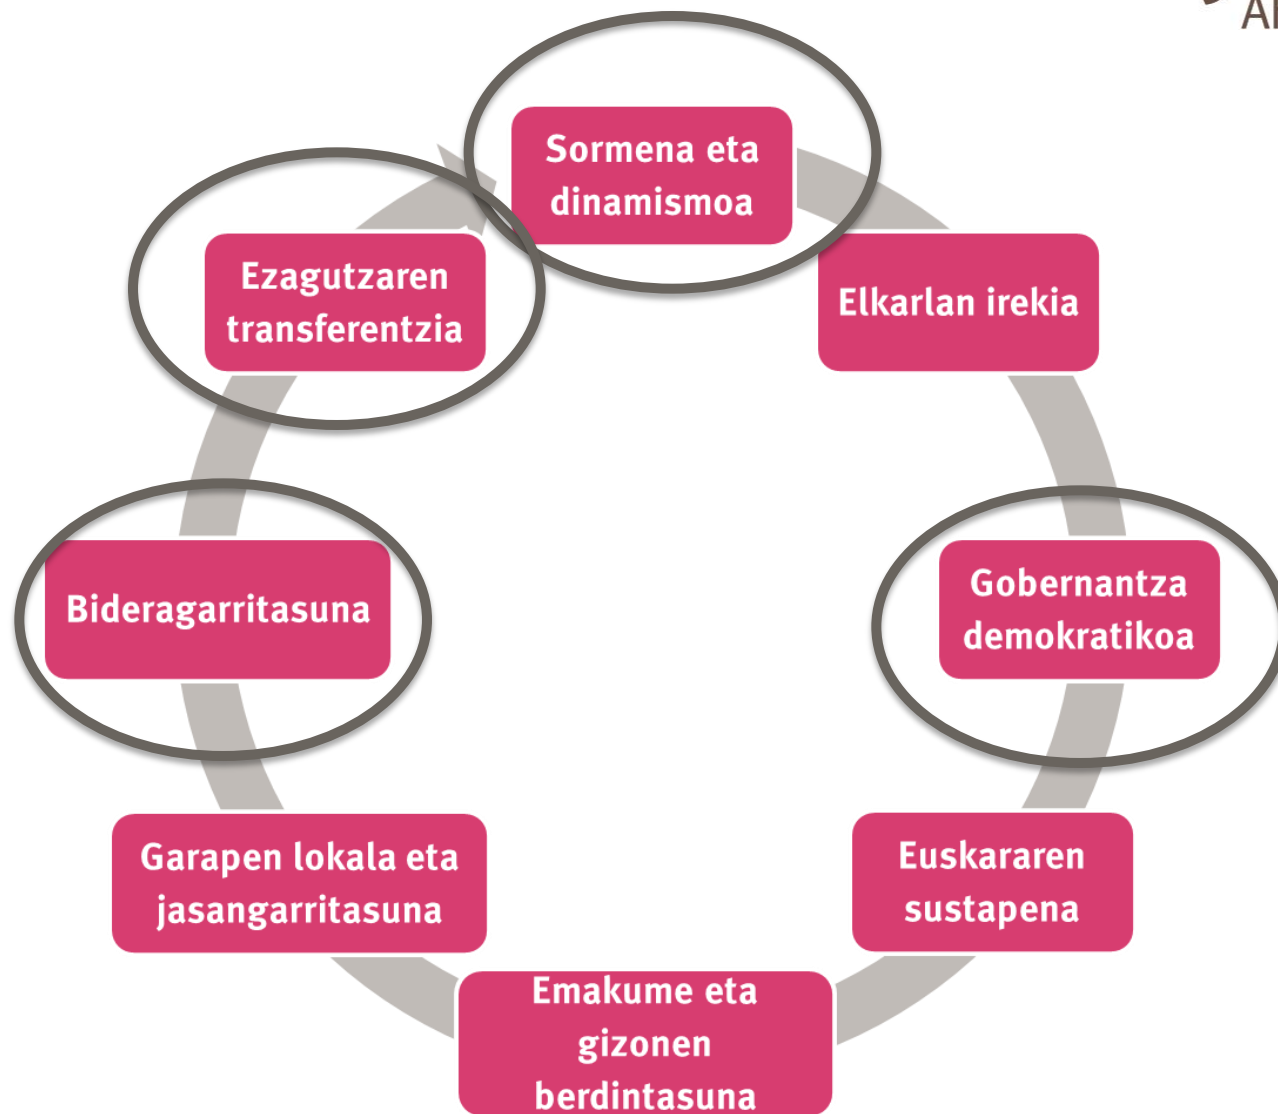 Sormena eta
dinamismoa
Elkarlan irekia
Gobernantza
demokratikoa
Euskararen
sustapena
Emakume eta
gizonen
berdintasuna
Garapen lokala eta
jasangarritasuna
Bideragarritasuna
Ezagutzaren
transferentzia